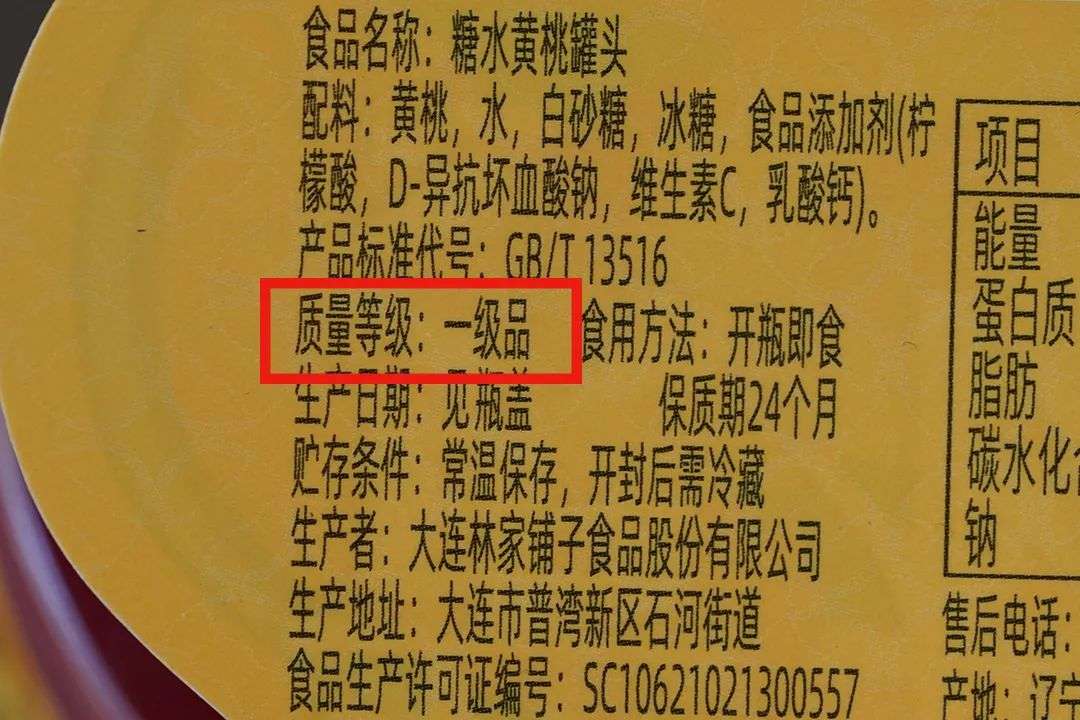 食品名称：糖水黄桃罐头
配料：黄桃，水，白砂糖，冰糖，食品添加剂(柠
檬酸，D-异抗坏血酸钠，维生素C，乳酸钙)。
产品标准代号：GB/T 13516
质量等级：一级品 食用方法：开瓶即食
生产日期：见瓶盖 保质期24个月
贮存条件：常温保存，开封后需冷藏
生产者：大连林家铺子食品股份有限公司
生产地址：大连市普湾新区石河街道
食品生产许可证编号：SC10621021300557
项目
能量
蛋白质
脂肪
碳水化
钠
售后电话：
产地：辽宁